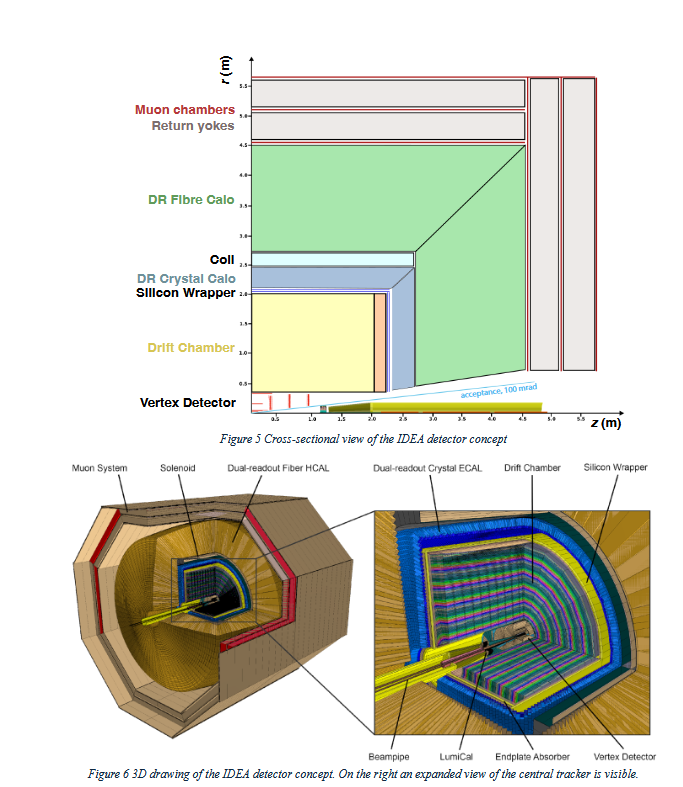 r (m)
5.5
Muon chambers
5.0
Return yokes
4.5
4.0
DR Fibre Calo
3.5
3.0
Coil
2.5
DR Crystal Calo
Silicon Wrapper
2.0
1.5
Drift Chamber
1.0
0.5
acceptance, 100 mrad
Vertex Detector
0.5 1.0 1.5 2.0 2.5 3.0 3.5 4.0 4.5 5.0 5.5
z (m)
Figure 5 Cross-sectional view of the IDEA detector concept
Muon System Solenoid Dual-readout Fiber HCAL Dual-readout Crystal ECAL Drift Chamber Silicon Wrapper
Beampipe LumiCal Endplate Absorber Vertex Detector
Figure 6 3D drawing of the IDEA detector concept. On the right an expanded view of the central tracker is visible.